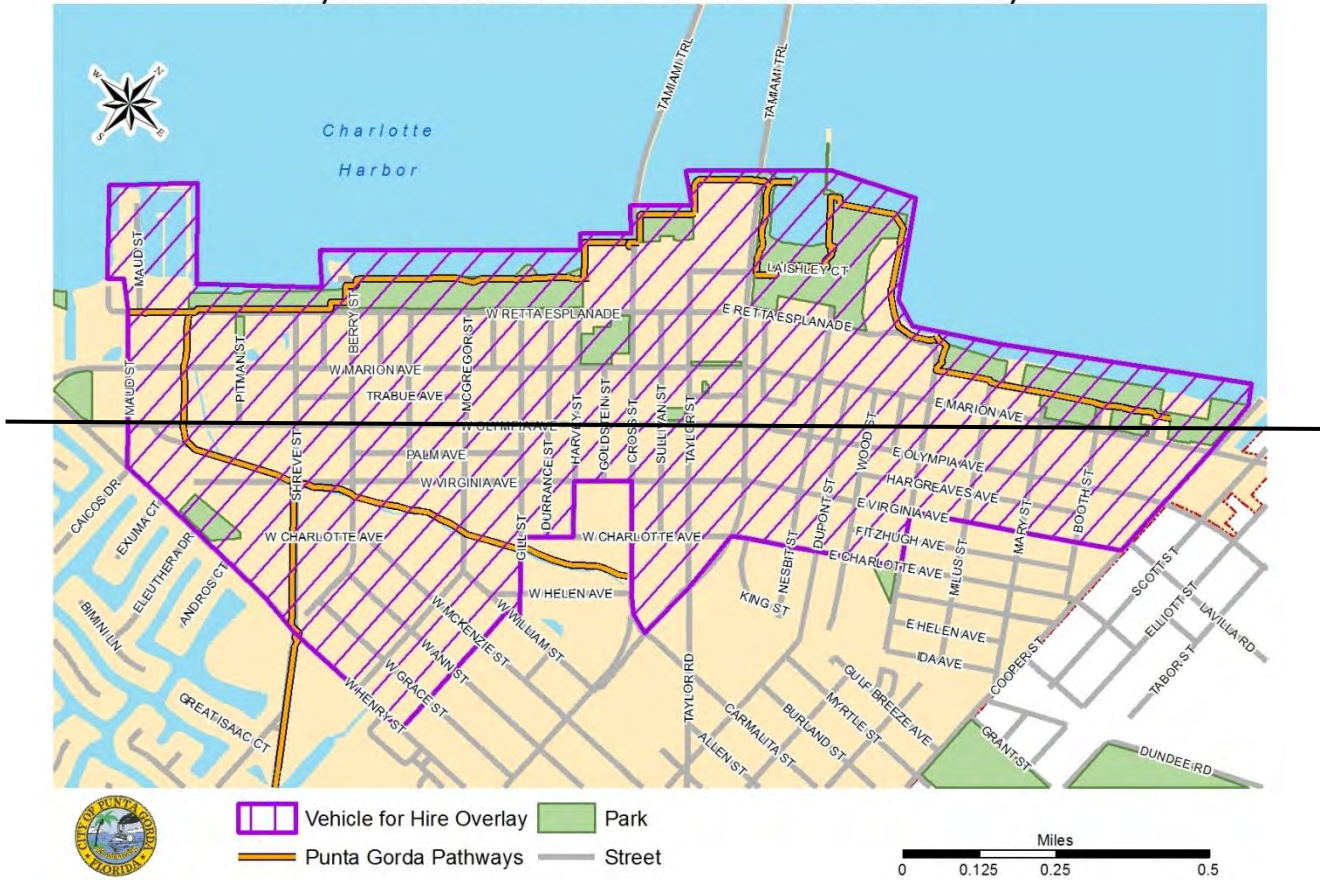 TAMIAMI TRL
TAMIAMI TRL
W
N
S
E
Charlotte
Harbor
MAUD ST
LAISHLEY CT
BERRY ST
W RETTA ESPLANADE
E RETTA ESPLANADE
PITMAN ST
MCGREGOR ST
W MARION AVE
TRABUE AVE
MAUD ST
HARVEY ST
GOLDSTEIN ST
CROSS ST
SULLIVAN ST
TAYLOR ST
E MARION AVE
W OLYMPIA AVE
WOOD ST
E OLYMPIA AVE
SHREVE ST
PALM AVE
DURRANCE ST
W VIRGINIA AVE
HARGREAVES AVE
BOOTH ST
CAICOS DR
EXUMA CT
DUPONT ST
E VIRGINIA AVE
MARY ST
W CHARLOTTE AVE
GILL ST
W CHARLOTTE AVE
FITZHUGH AVE
ELEUTHERA DR
NESBIT ST
E CHARLOTTE AVE
MILUS ST
ANDROS CT
SCOTT ST
BIMINI LN
W HELEN AVE
KING ST
ELLIOTT ST
LAVILLA RD
W MCKENZIE ST
W WILLIAM ST
E HELEN AVE
W ANN ST
IDA AVE
COOPER ST
TABOR ST
W GRACE ST
W HENRY ST
TAYLOR RD
GULF BREEZE AVE
GREAT ISAAC CT
MYRTLE ST
BURLAND ST
CARMALITA ST
ALLEN ST
GRANT ST
DUNDEE RD
CITY OF PUNTA GORDA
FLORIDA
Vehicle for Hire Overlay
Park
Punta Gorda Pathways
Street
Miles
0 0.125 0.25 0.5